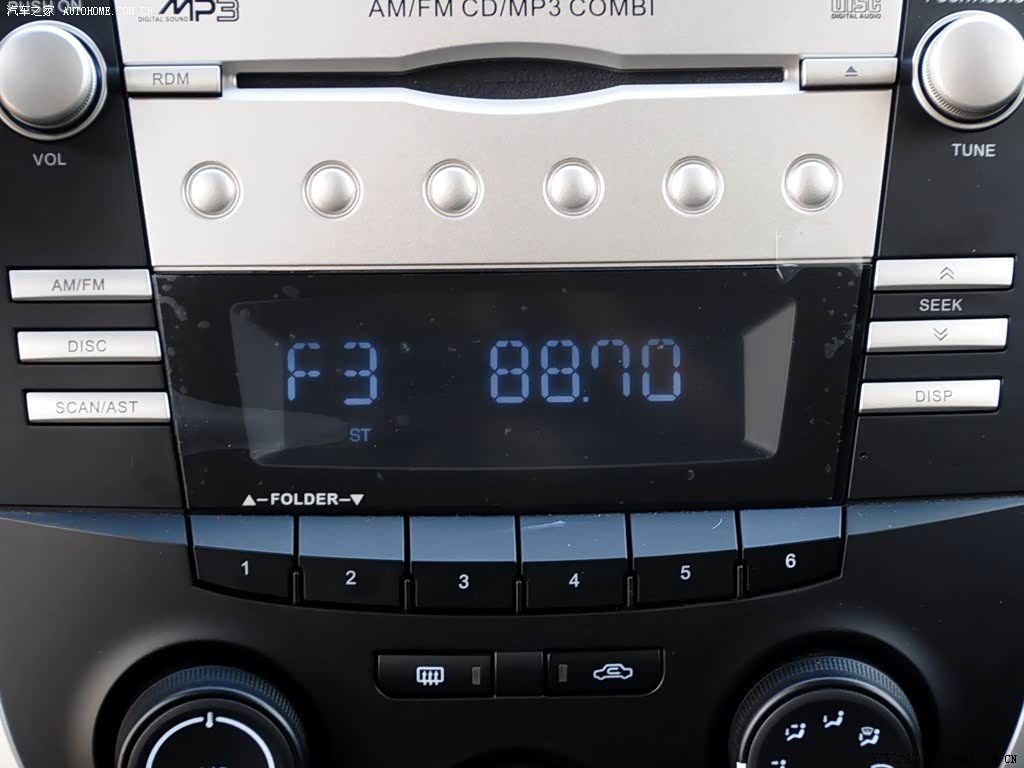 汽车之家 AUTOHOME.COM.CN
MP3
DIGITAL SOUND
AM/FM CD/MP3 COMBI
DISC
DIGITAL AUDIO
RDM
VOL
TUNE
AM/FM
DISC
SCAN/AST
SEEK
DISP
F3 88.70
ST
▲–FOLDER–▼
1 2 3 4 5 6